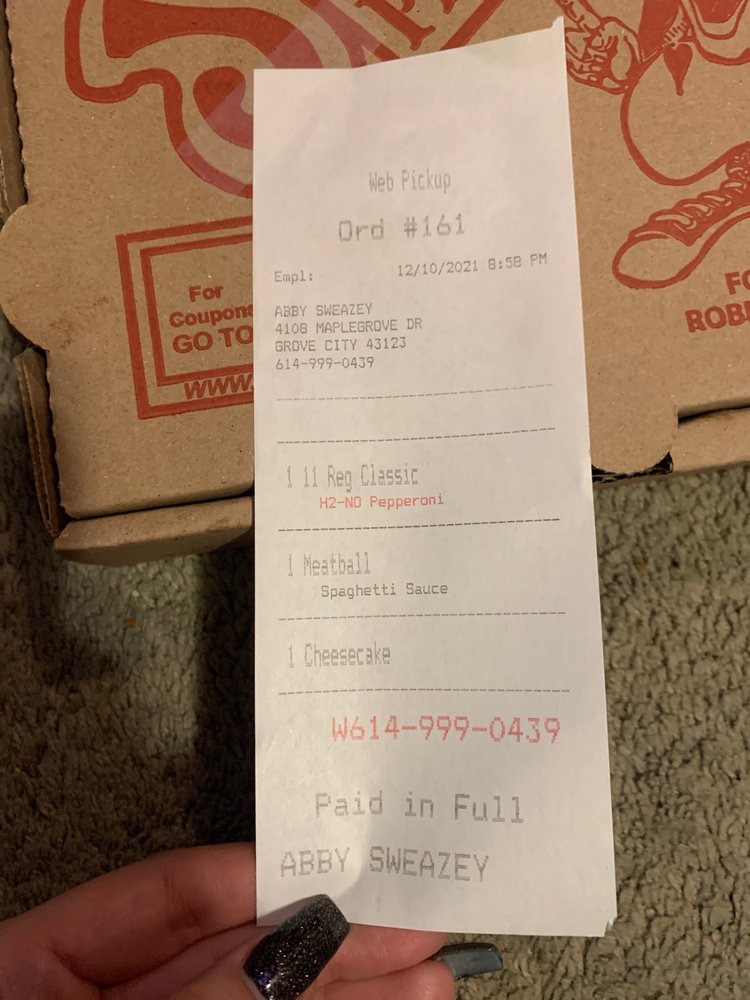 Web Pickup
Ord #161
Empl: 12/10/2021 8:58 PM
ABBY SWEAZEY
4108 MAPLEGROVE DR
GROVE CITY 43123
614-999-0439
1 11 Reg Classic
H2-NO Pepperoni
1 Meatball
Spaghetti Sauce
1 Cheesecake
W614-999-0439
Paid in Full
ABBY SWEAZEY
For
Coupons
GO TO
WWW.